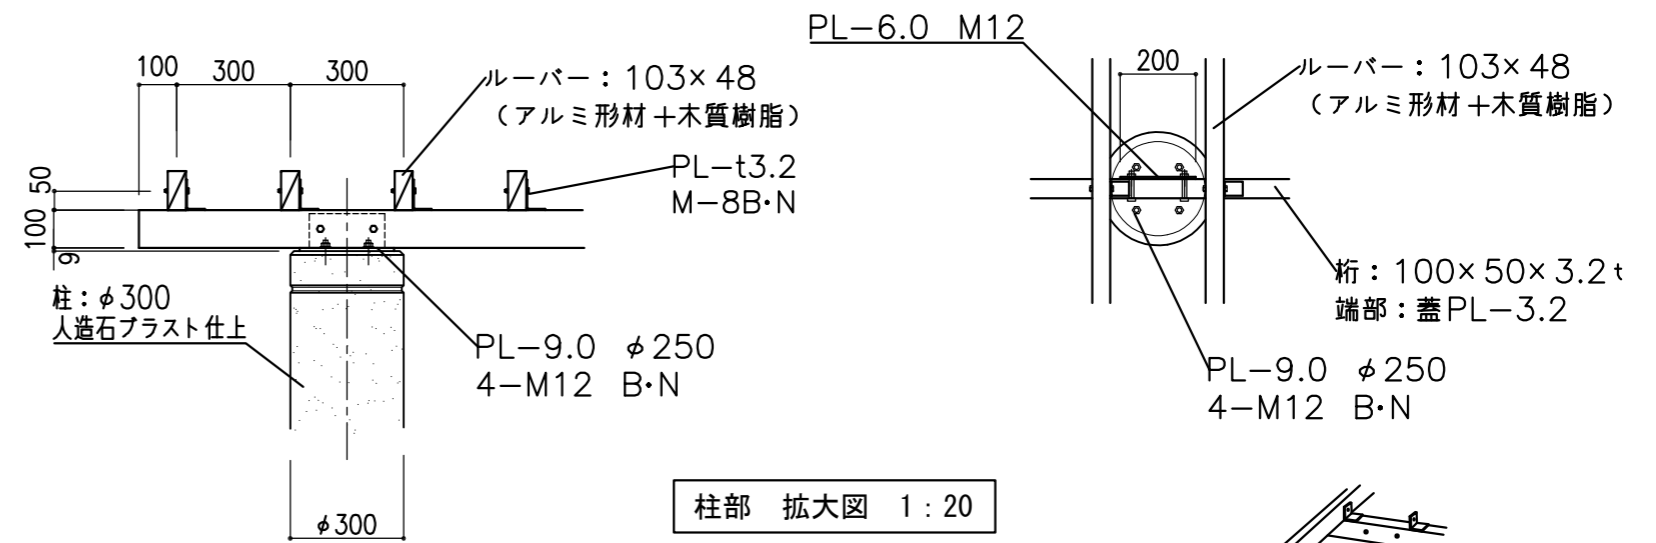 100
300
300
ルーバー：103×48
（アルミ形材＋木質樹脂）
PL−t3.2
M−8B・N
50
100
9
柱：φ300
人造石ブラスト仕上
PL−9.0 φ250
4−M12 B・N
φ300
PL−6.0 M12
200
ルーバー：103×48
（アルミ形材＋木質樹脂）
桁：100×50×3.2t
端部：蓋PL−3.2
PL−9.0 φ250
4−M12 B・N
柱部 拡大図 1：20